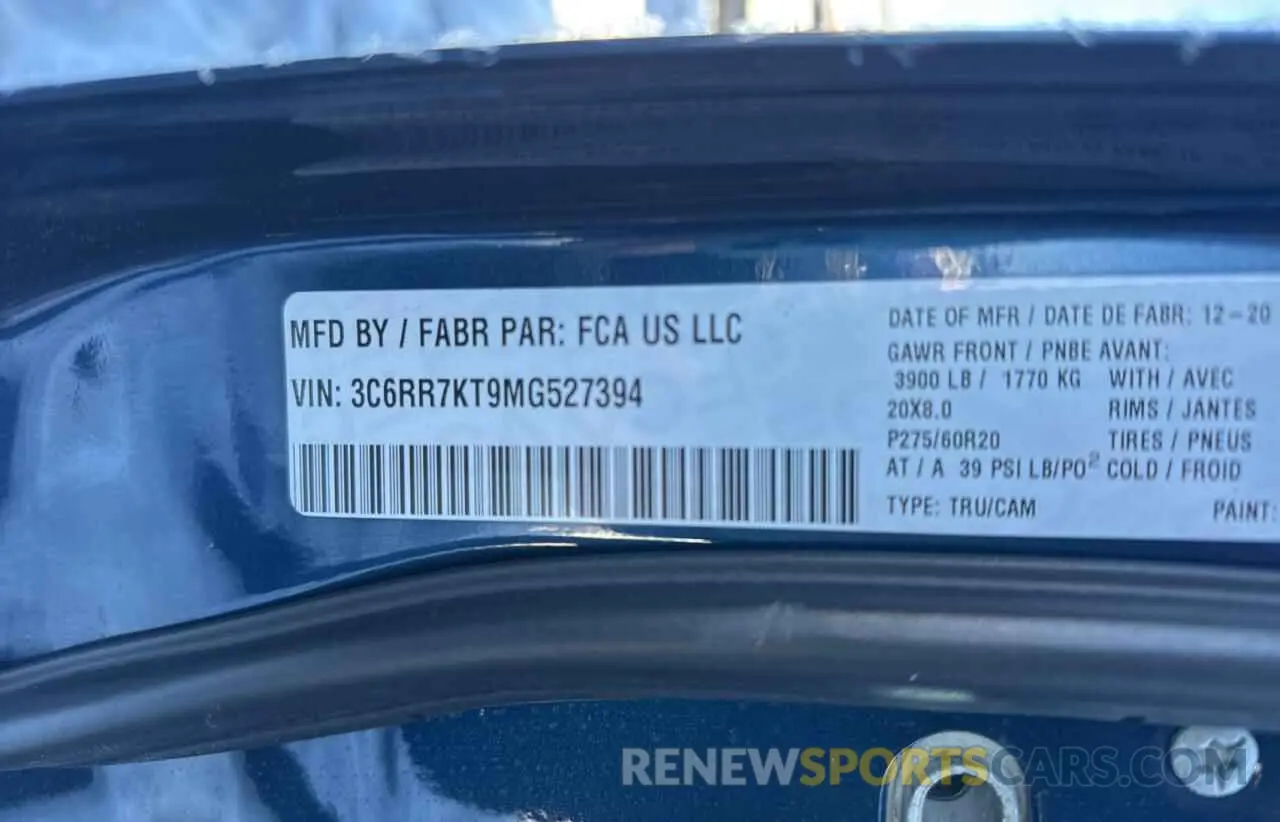 MFD BY / FABR PAR: FCA US LLC
VIN: 3C6RR7KT9MG527394
DATE OF MFR / DATE DE FABR: 12-20
GAWR FRONT / PNBE AVANT:
3900 LB / 1770 KG WITH / AVEC
20X8.0 RIMS / JANTES
P275/60R20 TIRES / PNEUS
AT / A 39 PSI LB/PO² COLD / FROID
TYPE: TRU/CAM PAINT:
RENEWSPORTSCARS.COM